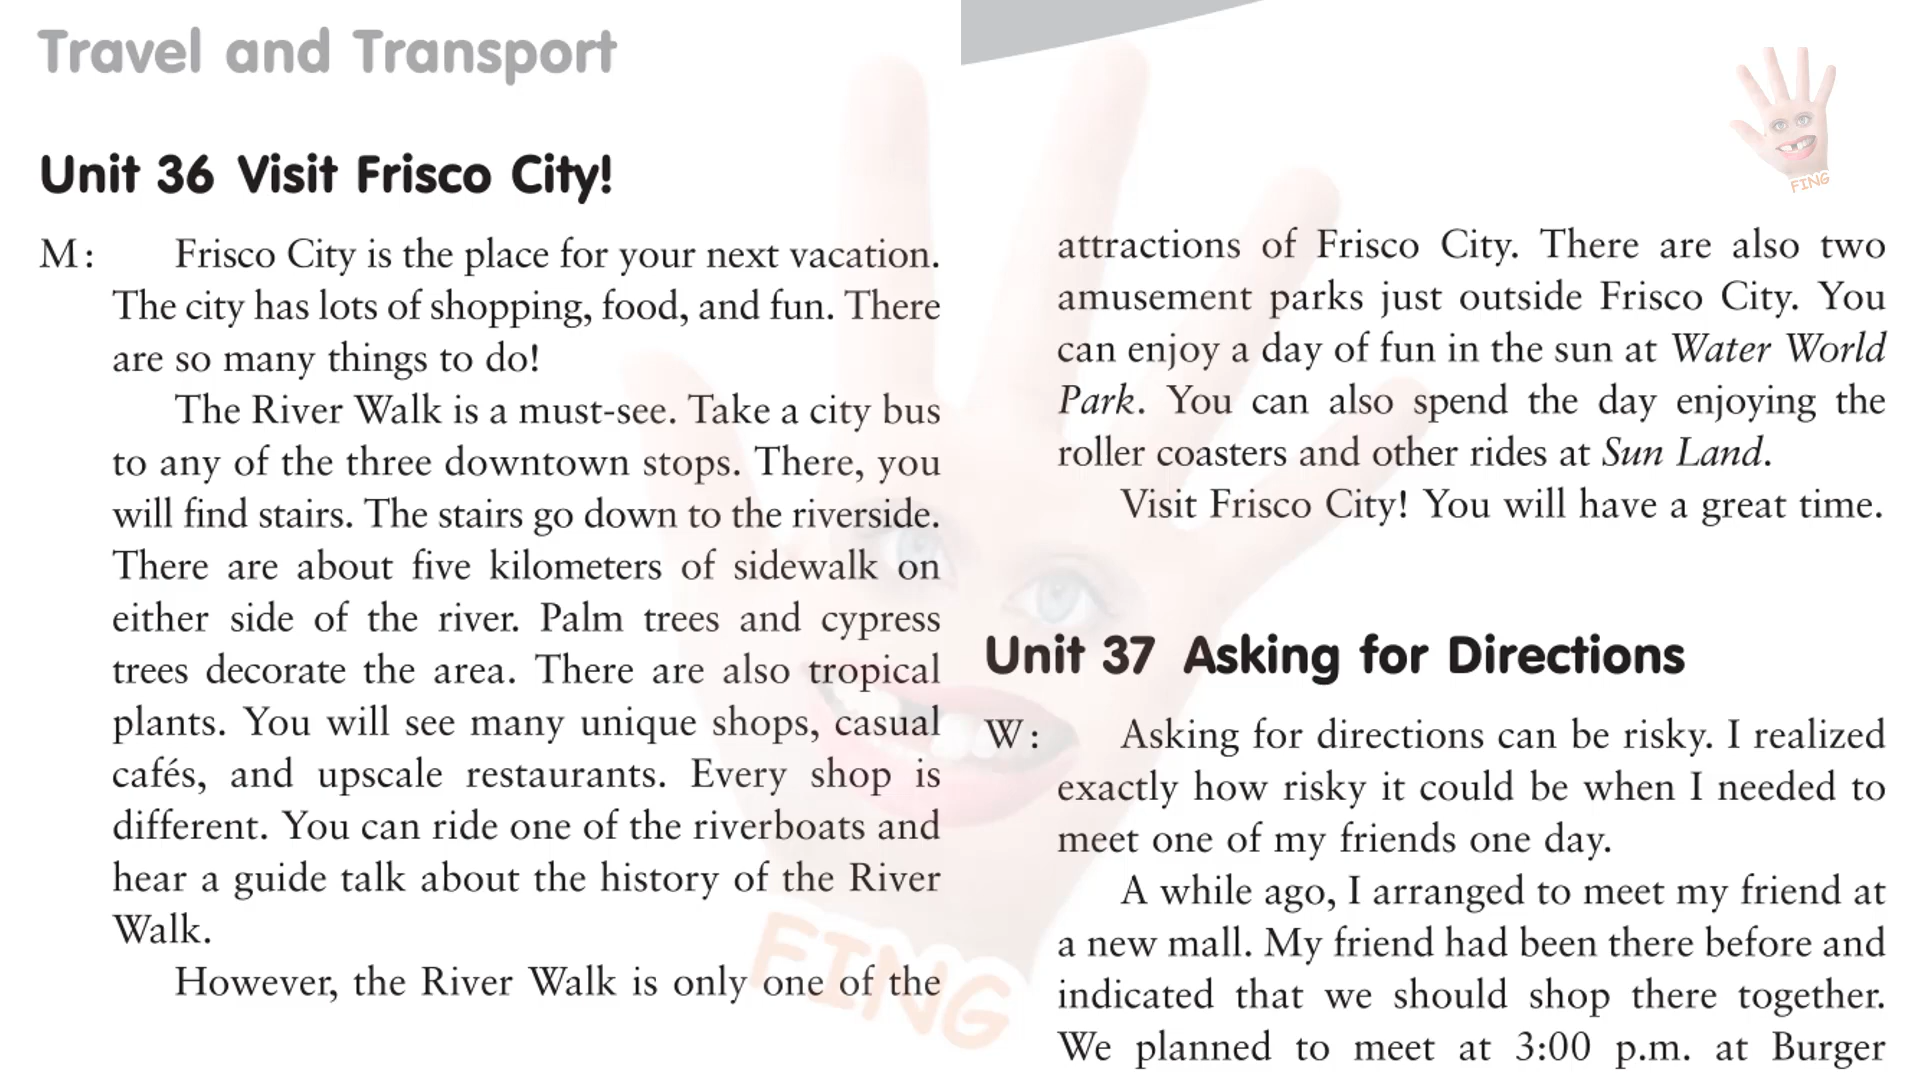 Travel and Transport
Unit 36 Visit Frisco City!
M: Frisco City is the place for your next vacation.
The city has lots of shopping, food, and fun. There
are so many things to do!
The River Walk is a must-see. Take a city bus
to any of the three downtown stops. There, you
will find stairs. The stairs go down to the riverside.
There are about five kilometers of sidewalk on
either side of the river. Palm trees and cypress
trees decorate the area. There are also tropical
plants. You will see many unique shops, casual
cafés, and upscale restaurants. Every shop is
different. You can ride one of the riverboats and
hear a guide talk about the history of the River
Walk.
However, the River Walk is only one of the
attractions of Frisco City. There are also two
amusement parks just outside Frisco City. You
can enjoy a day of fun in the sun at Water World
Park. You can also spend the day enjoying the
roller coasters and other rides at Sun Land.
Visit Frisco City! You will have a great time.
Unit 37 Asking for Directions
W: Asking for directions can be risky. I realized
exactly how risky it could be when I needed to
meet one of my friends one day.
A while ago, I arranged to meet my friend at
a new mall. My friend had been there before and
indicated that we should shop there together.
We planned to meet at 3:00 p.m. at Burger
FING
FING